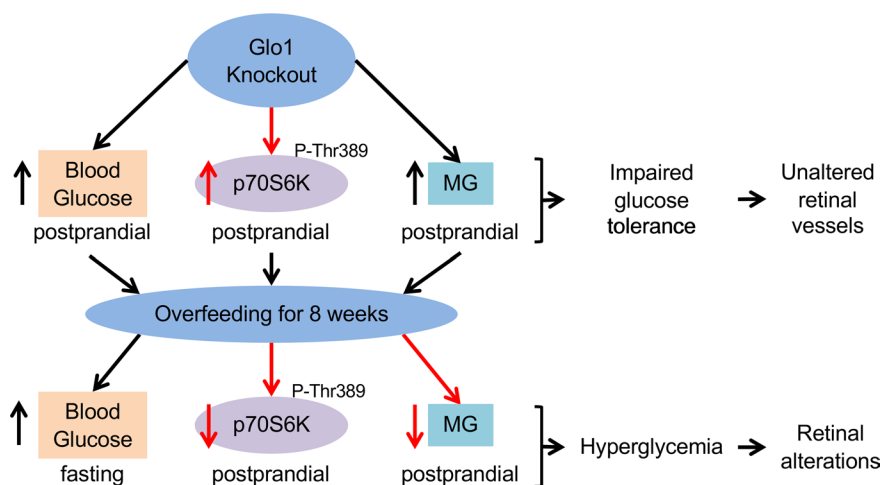 Glo1
Knockout
P-Thr389
Blood
Glucose
p70S6K
MG
postprandial
postprandial
postprandial
Impaired
glucose
tolerance
Unaltered
retinal
vessels
Overfeeding for 8 weeks
P-Thr389
Blood
Glucose
p70S6K
MG
fasting
postprandial
postprandial
Hyperglycemia
Retinal
alterations